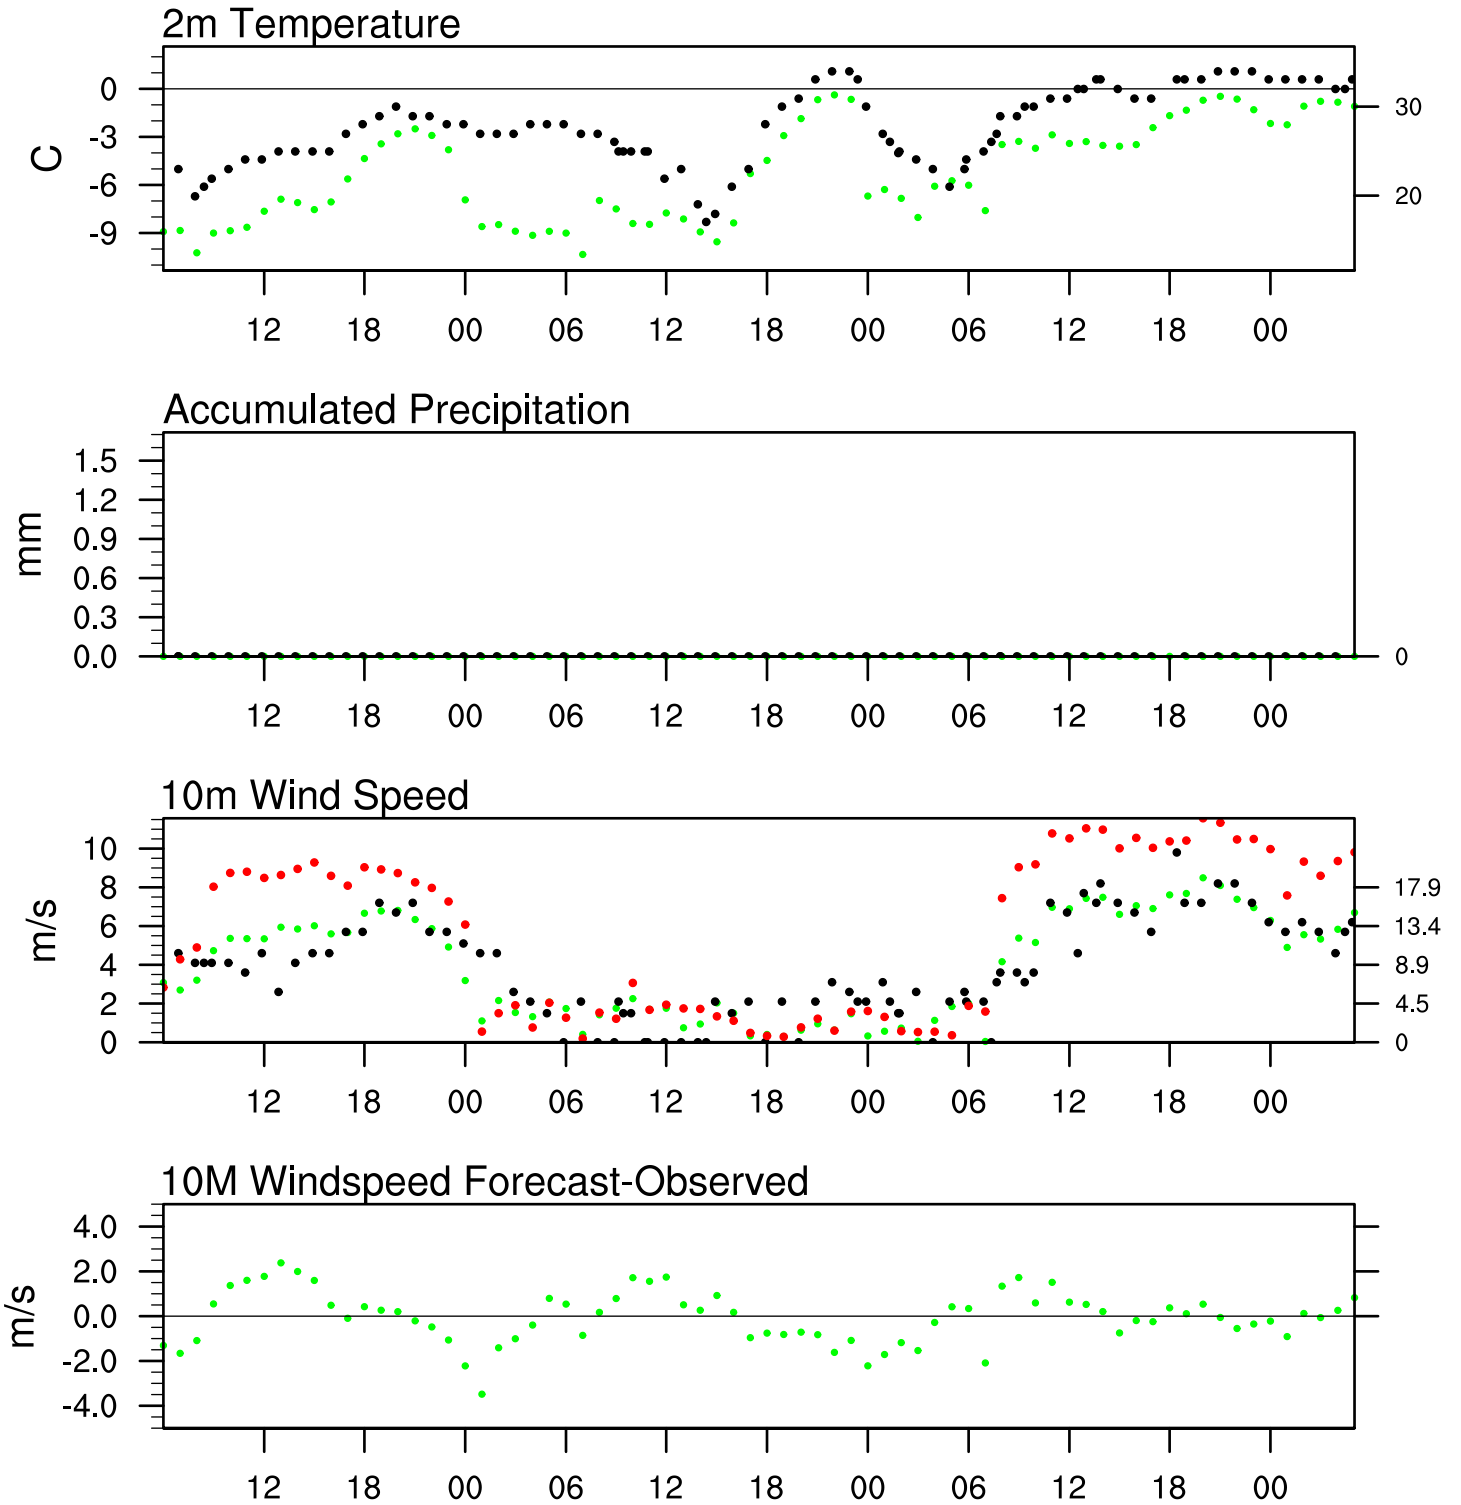 2m Temperature
0
-3
-6
-9
C
30
20
12 18 00 06 12 18 00 06 12 18 00
Accumulated Precipitation
1.5
1.2
0.9
0.6
0.3
0.0
mm
0
12 18 00 06 12 18 00 06 12 18 00
10m Wind Speed
10
8
6
4
2
0
m/s
17.9
13.4
8.9
4.5
0
12 18 00 06 12 18 00 06 12 18 00
10M Windspeed Forecast-Observed
4.0
2.0
0.0
-2.0
-4.0
m/s
12 18 00 06 12 18 00 06 12 18 00